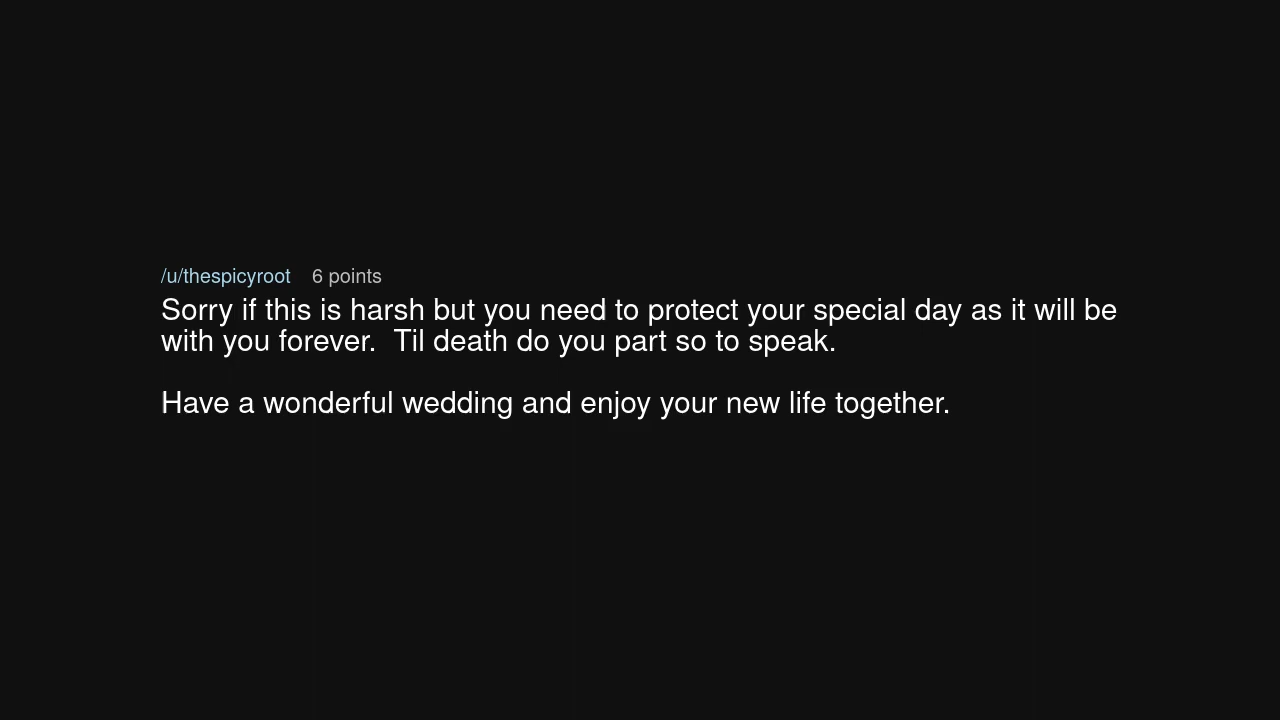 /u/thespicyroot 6 points
Sorry if this is harsh but you need to protect your special day as it will be
with you forever.  Til death do you part so to speak.
Have a wonderful wedding and enjoy your new life together.